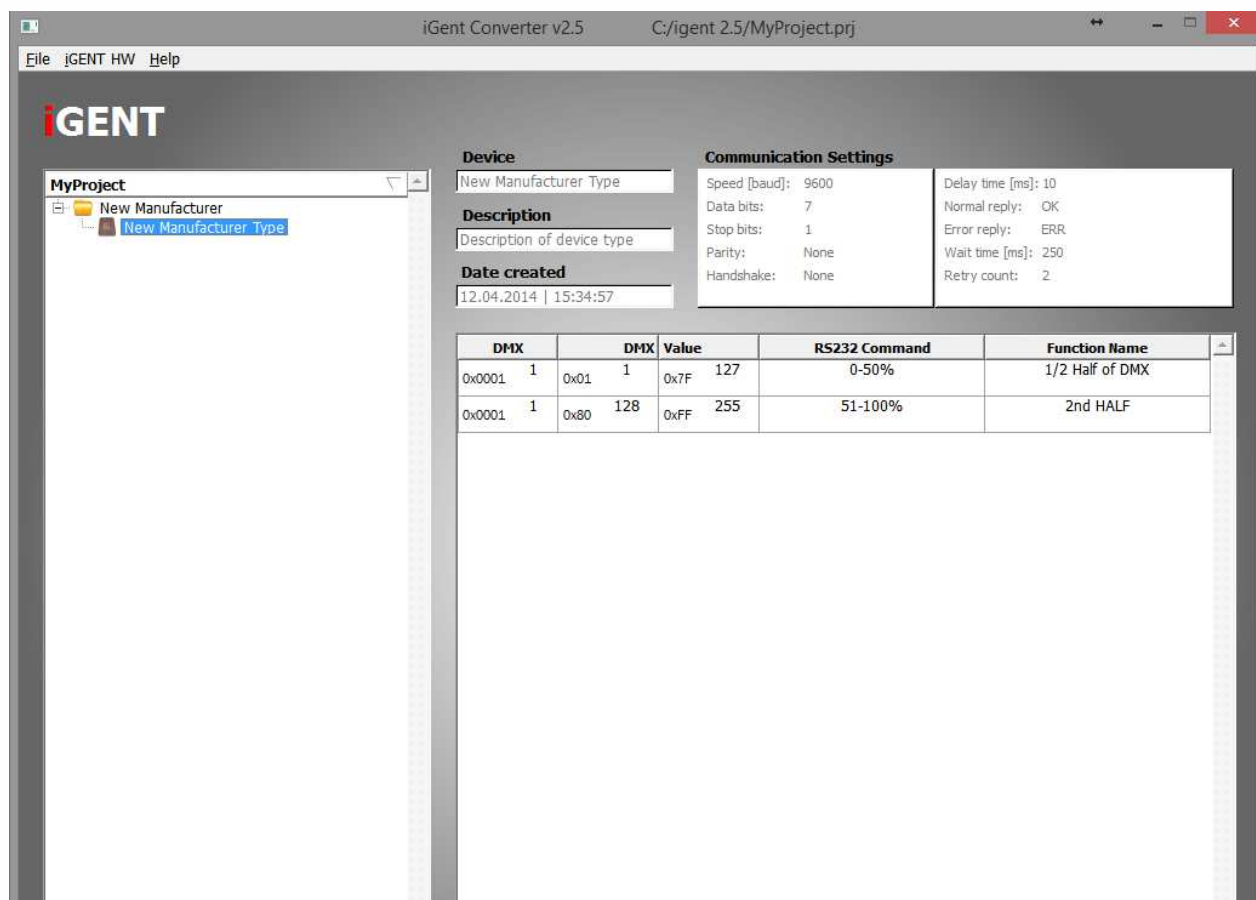 iGent Converter v2.5 C:/igent 2.5/MyProject.prj
File iGENT HW Help
iGENT
MyProject
New Manufacturer
New Manufacturer Type
Device
New Manufacturer Type
Description
Description of device type
Date created
12.04.2014 | 15:34:57
Communication Settings
Speed [baud]: 9600
Data bits: 7
Stop bits: 1
Parity: None
Handshake: None
Delay time [ms]: 10
Normal reply: OK
Error reply: ERR
Wait time [ms]: 250
Retry count: 2
DMX DMX Value RS232 Command Function Name
0x0001 1 0x01 1 0x7F 127 0-50% 1/2 Half of DMX
0x0001 1 0x80 128 0xFF 255 51-100% 2nd HALF